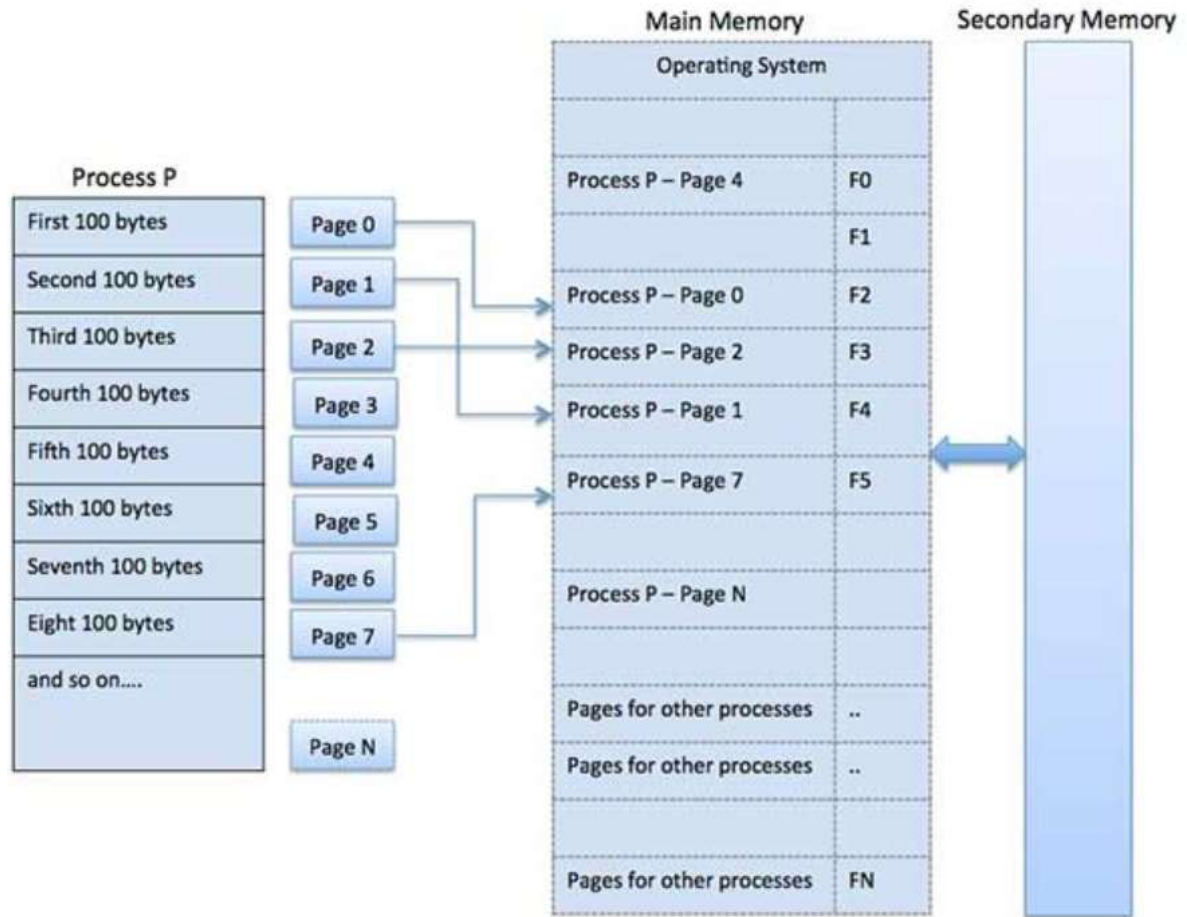 Main Memory
Secondary Memory
Operating System
Process P
First 100 bytes
Second 100 bytes
Third 100 bytes
Fourth 100 bytes
Fifth 100 bytes
Sixth 100 bytes
Seventh 100 bytes
Eight 100 bytes
and so on....
Page 0
Page 1
Page 2
Page 3
Page 4
Page 5
Page 6
Page 7
Page N
Process P – Page 4 F0
F1
Process P – Page 0 F2
Process P – Page 2 F3
Process P – Page 1 F4
Process P – Page 7 F5
Process P – Page N
Pages for other processes ..
Pages for other processes ..
Pages for other processes FN